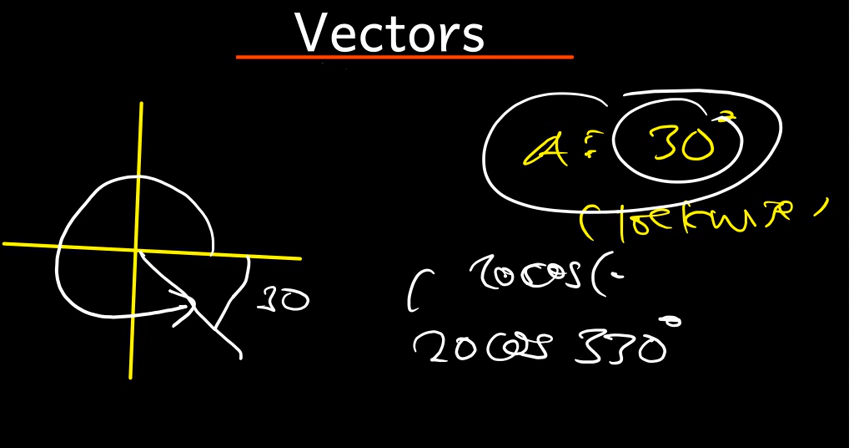 Vectors
A = 30°
Clockwise,
( 20cos(-
30
20cos 330°